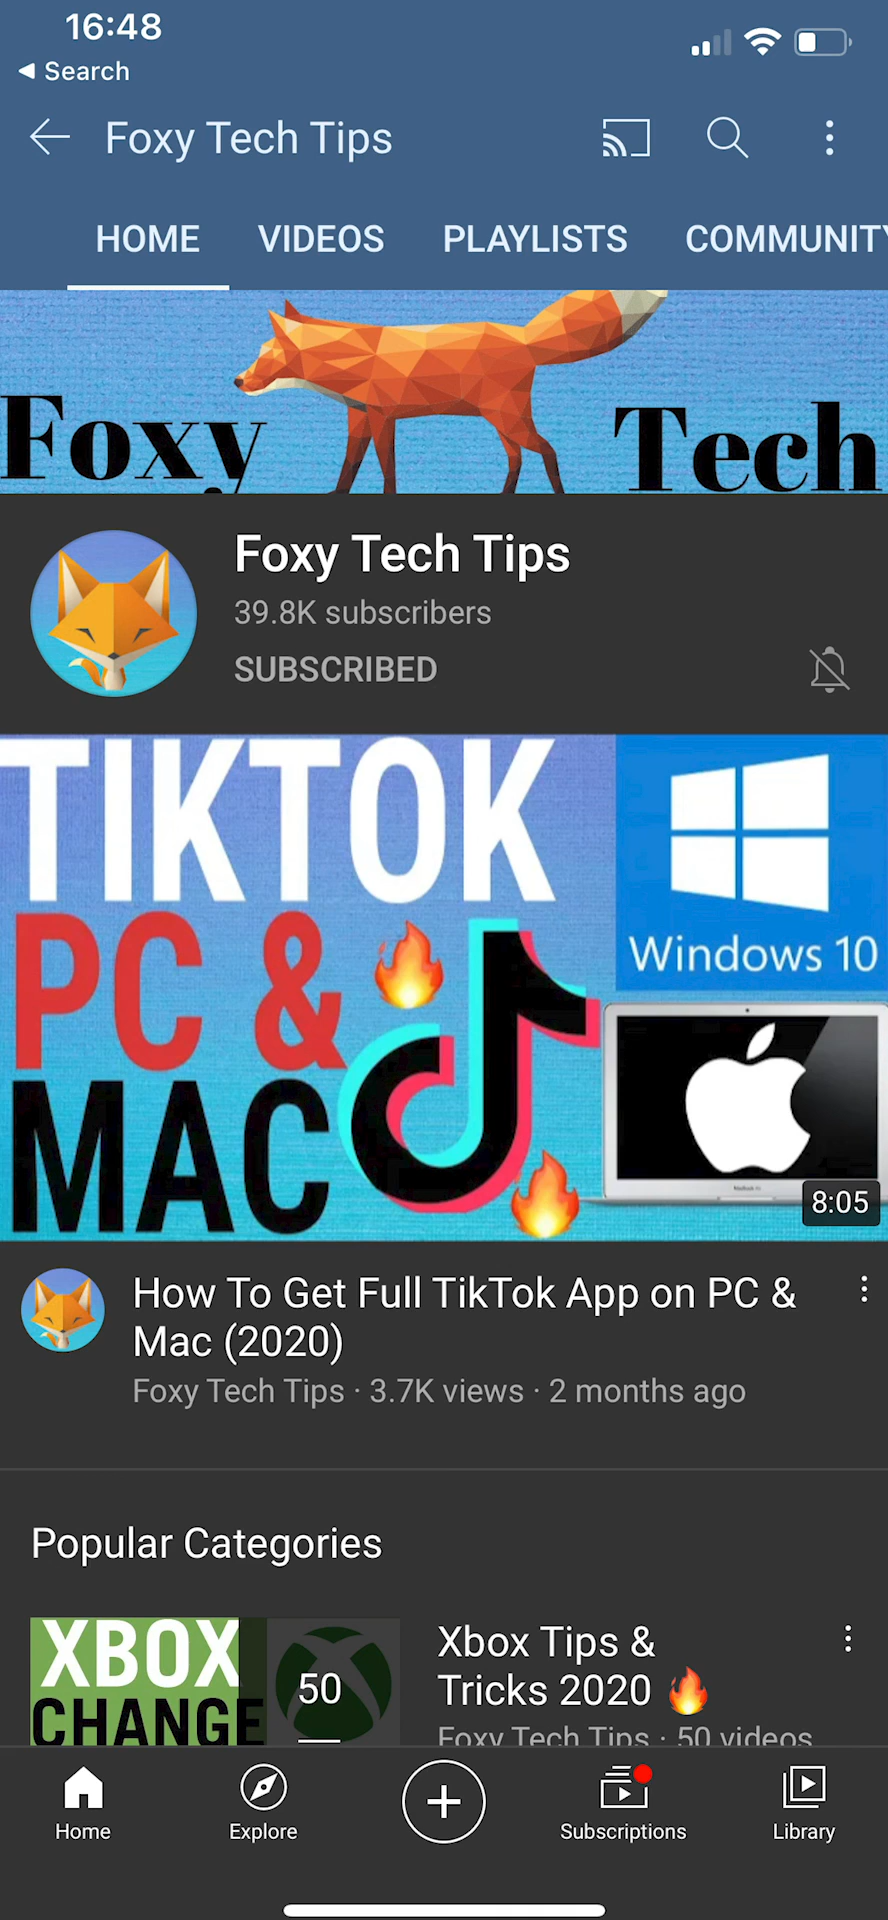 16:48
Search
Foxy Tech Tips
HOME VIDEOS PLAYLISTS COMMUNITY
Foxy Tech
Foxy Tech Tips
39.8K subscribers
SUBSCRIBED
TIKTOK
PC &
MAC
Windows 10
8:05
How To Get Full TikTok App on PC &
Mac (2020)
Foxy Tech Tips · 3.7K views · 2 months ago
Popular Categories
XBOX
CHANGE
50
Xbox Tips &
Tricks 2020 🔥
Foxy Tech Tips · 50 videos
Home Explore Subscriptions Library